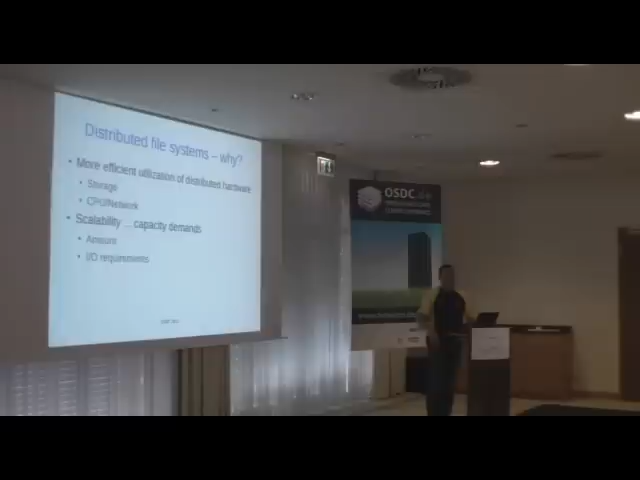 Distributed file systems – why?
• More efficient utilization of distributed hardware
• Storage
• CPU/Network
• Scalability ... capacity demands
• Amount
• I/O requirements
OSDC